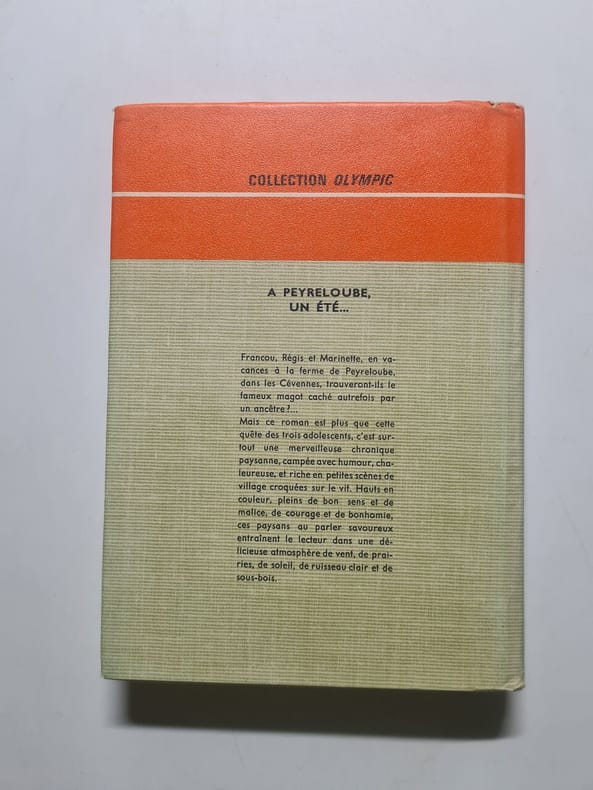 COLLECTION OLYMPIC
A PEYRELOUBE,
UN ÉTÉ...
Francou, Régis et Marinette, en va-
cances à la ferme de Peyreloube,
dans les Cévennes, trouveront-ils le
fameux magot caché autrefois par
un ancêtre?...
Mais ce roman est plus que cette
quête des trois adolescents, c'est sur-
tout une merveilleuse chronique
paysanne, campée avec humour, cha-
leureuse, et riche en petites scènes de
village croquées sur le vif. Hauts en
couleur, pleins de bon sens et de
malice, de courage et de bonhomie,
ces paysans au parler savoureux
entraînent le lecteur dans une dé-
licieuse atmosphère de vent, de prai-
ries, de soleil, de ruisseau clair et de
sous-bois.